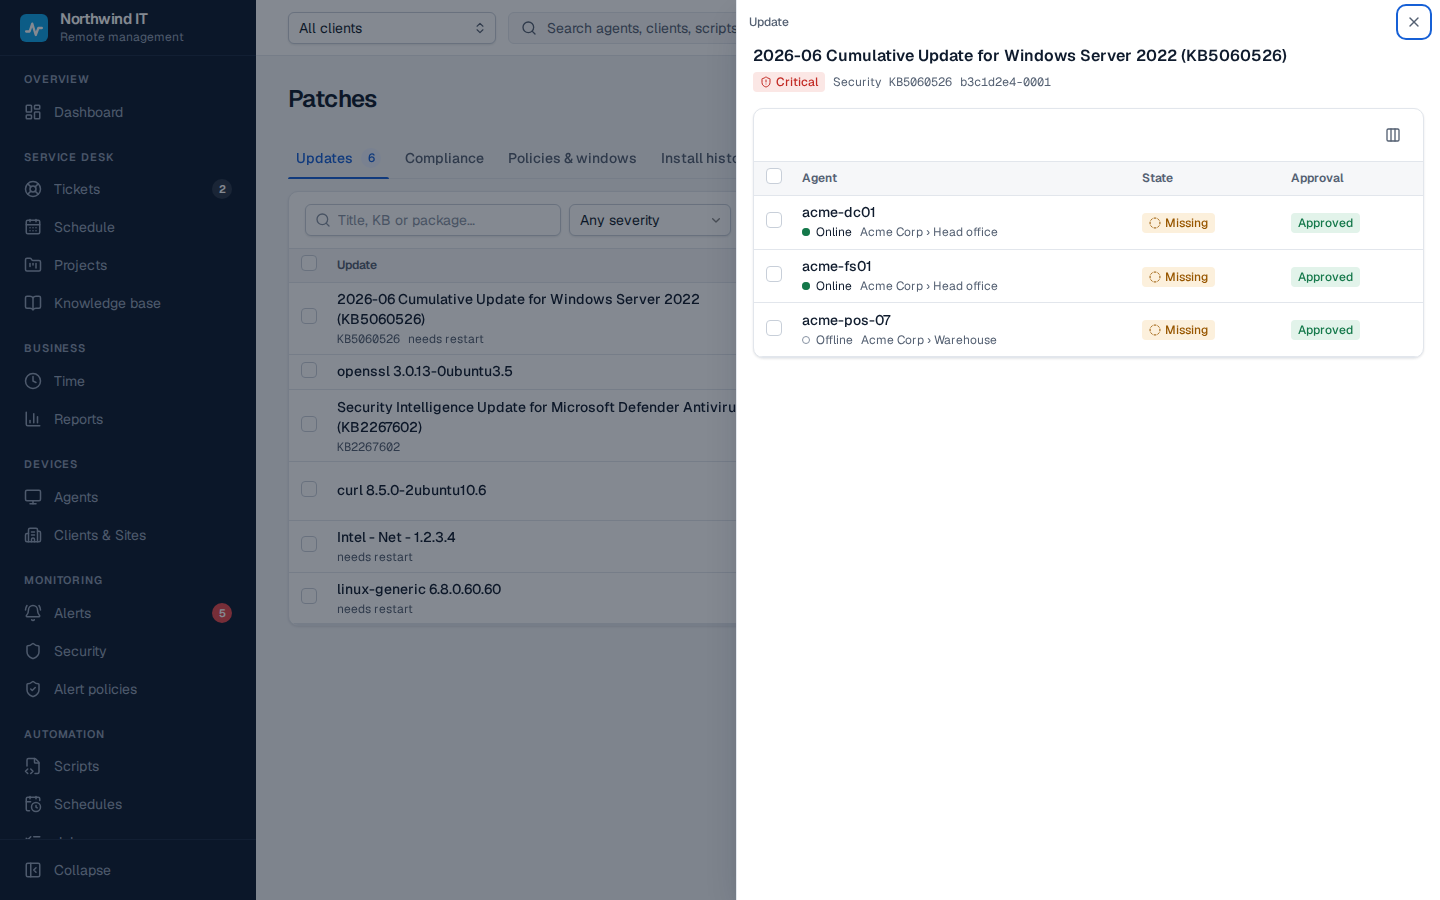 Northwind IT
Remote management
OVERVIEW
Dashboard
SERVICE DESK
Tickets 2
Schedule
Projects
Knowledge base
BUSINESS
Time
Reports
DEVICES
Agents
Clients & Sites
MONITORING
Alerts 5
Security
Alert policies
AUTOMATION
Scripts
Schedules
Collapse
All clients
Search agents, clients, scripts
Patches
Updates 6 Compliance Policies & windows Install histo
Title, KB or package... Any severity
Update
2026-06 Cumulative Update for Windows Server 2022
(KB5060526)
KB5060526 needs restart
openssl 3.0.13-0ubuntu3.5
Security Intelligence Update for Microsoft Defender Antiviru
(KB2267602)
KB2267602
curl 8.5.0-2ubuntu10.6
Intel - Net - 1.2.3.4
needs restart
linux-generic 6.8.0.60.60
needs restart
Update
2026-06 Cumulative Update for Windows Server 2022 (KB5060526)
Critical Security KB5060526 b3c1d2e4-0001
Agent State Approval
acme-dc01
Online Acme Corp › Head office Missing Approved
acme-fs01
Online Acme Corp › Head office Missing Approved
acme-pos-07
Offline Acme Corp › Warehouse Missing Approved